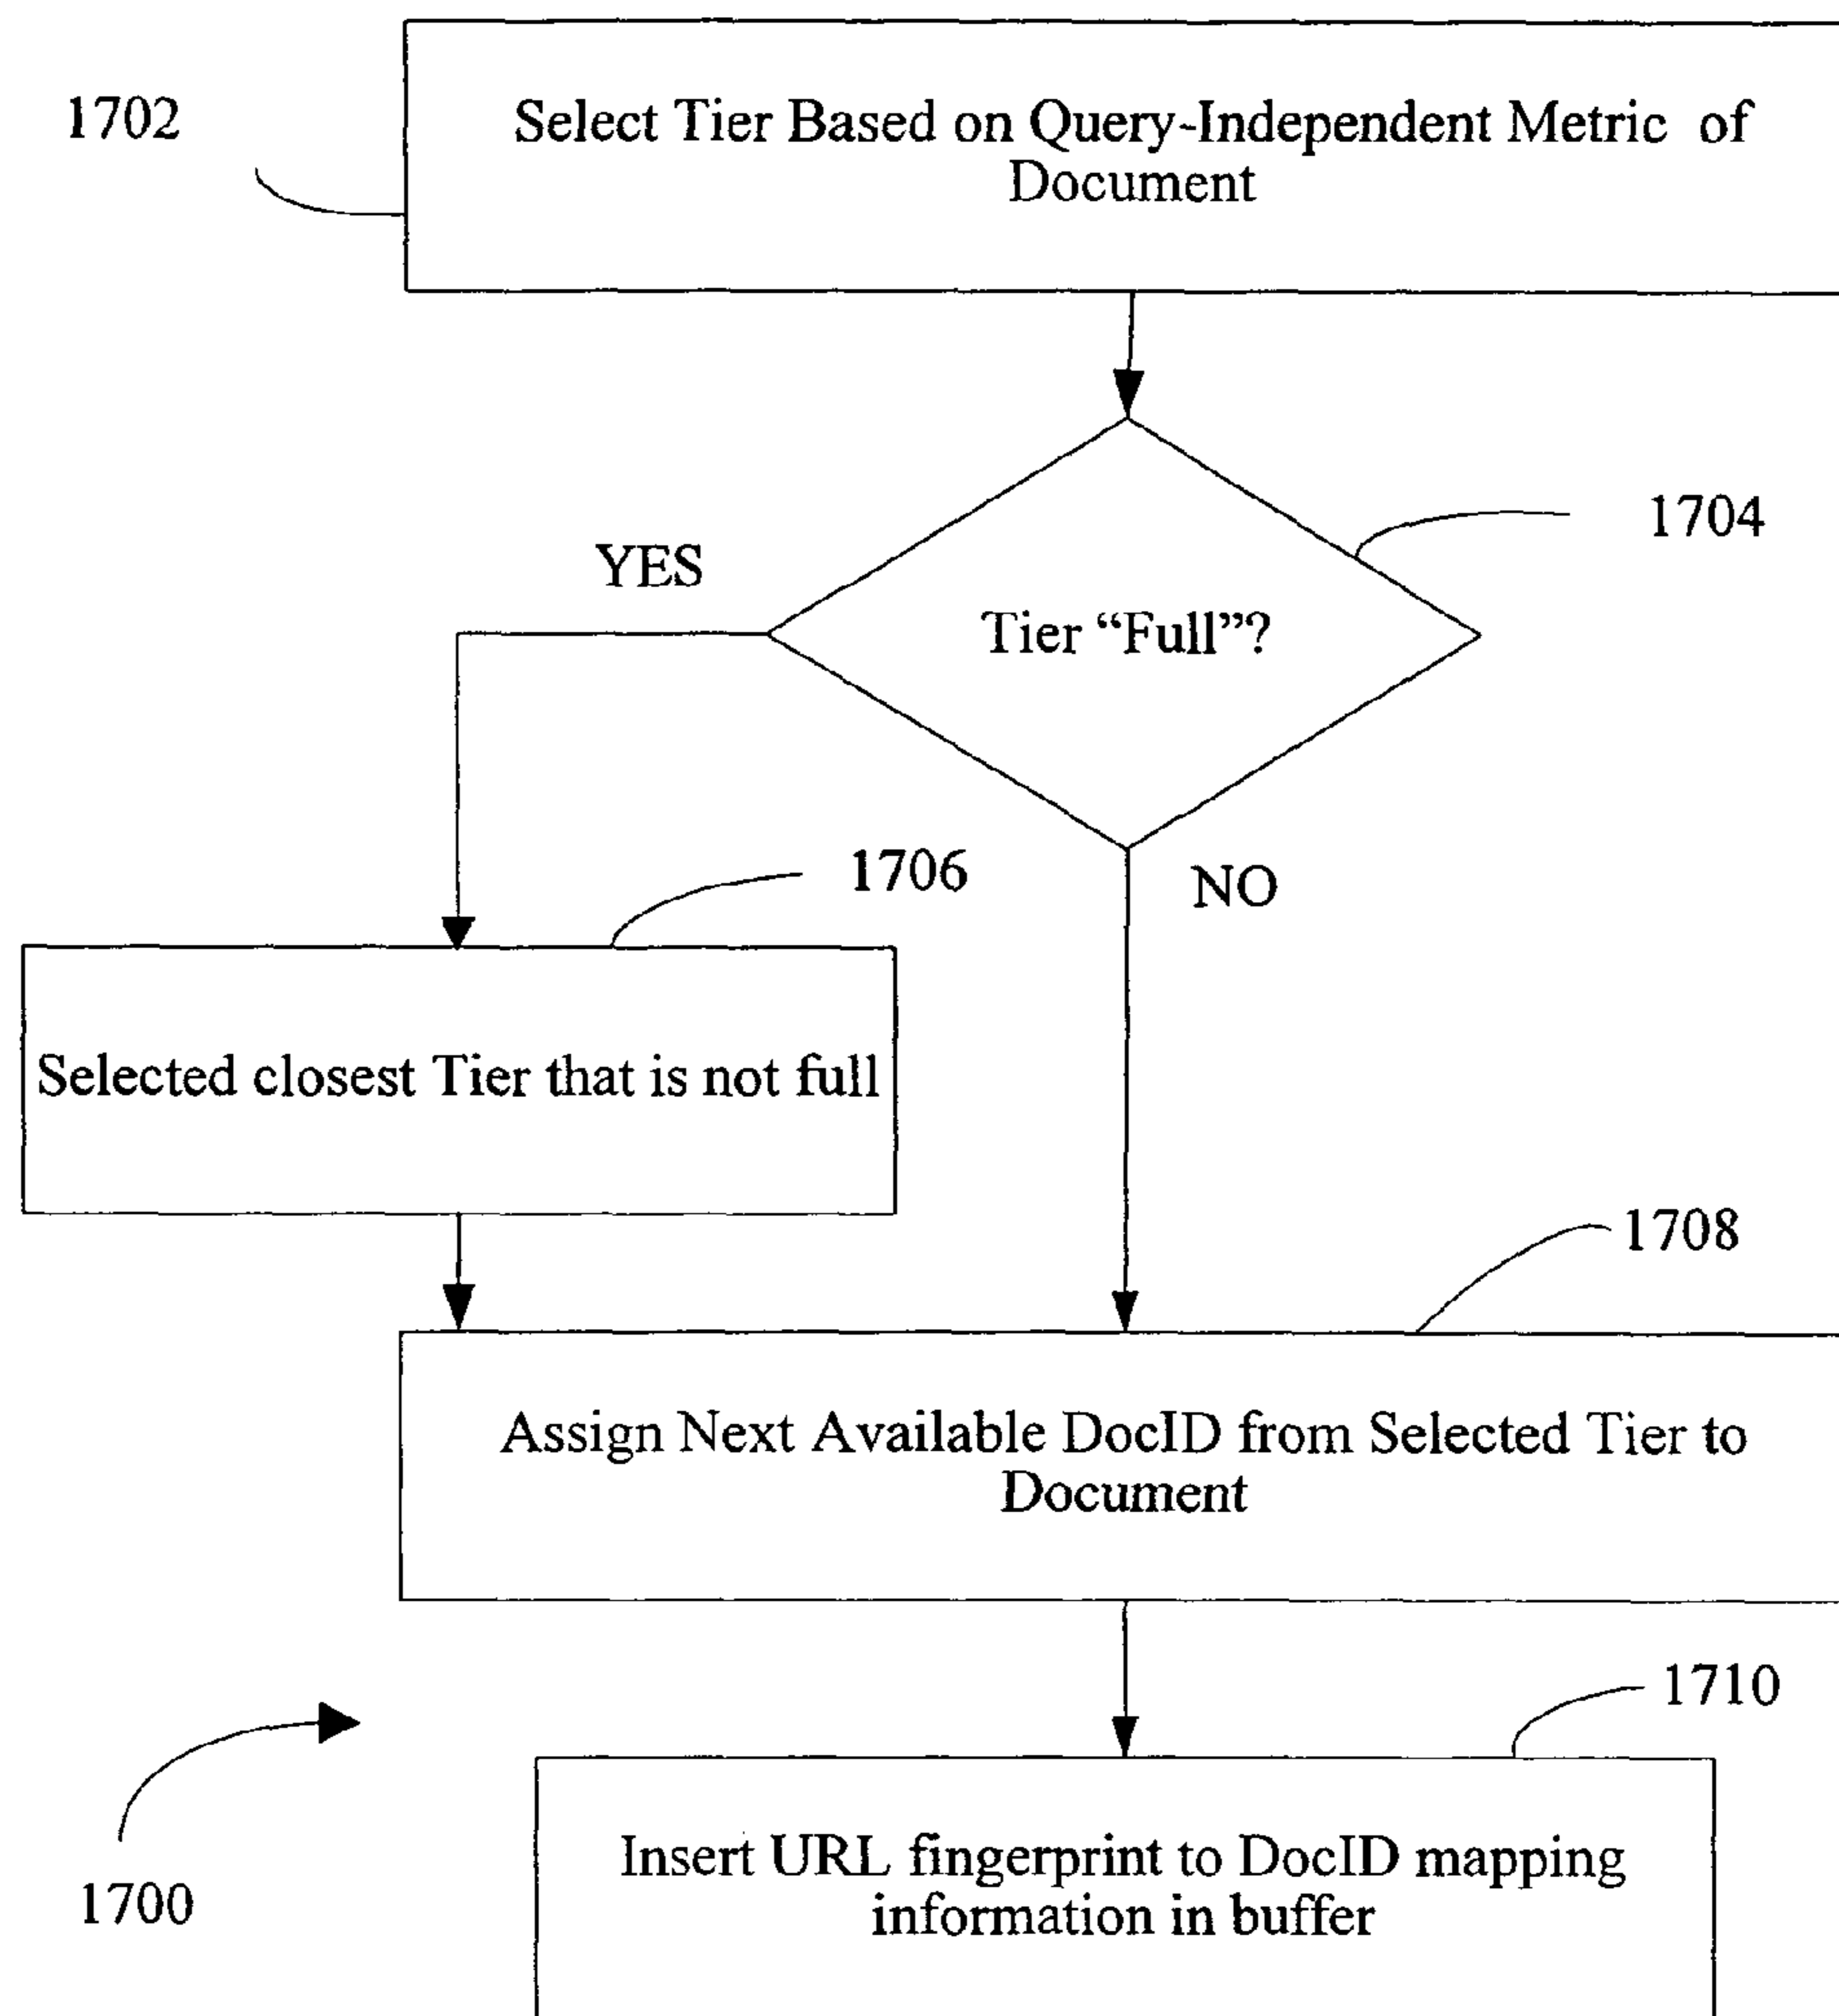 1702
Select Tier Based on Query-Independent Metric of
Document
1704
YES
Tier “Full”?
1706
NO
Selected closest Tier that is not full
1708
Assign Next Available DocID from Selected Tier to
Document
1710
Insert URL fingerprint to DocID mapping
information in buffer
1700